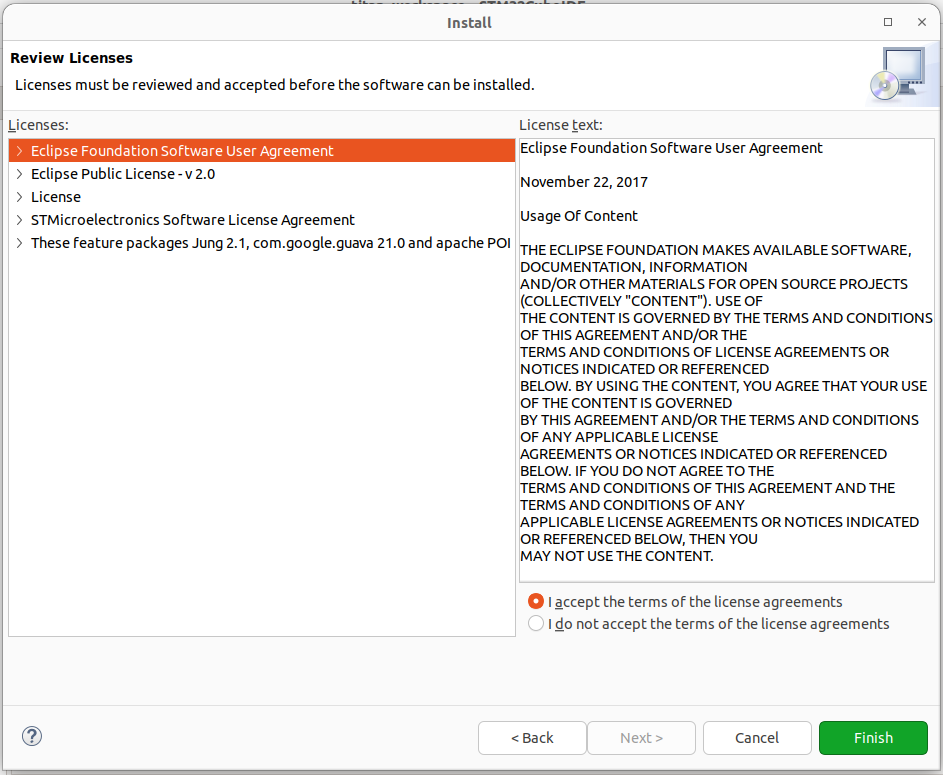 Install
Review Licenses
Licenses must be reviewed and accepted before the software can be installed.
Licenses:
Eclipse Foundation Software User Agreement
Eclipse Public License - v 2.0
License
STMicroelectronics Software License Agreement
These feature packages Jung 2.1, com.google.guava 21.0 and apache POI
License text:
Eclipse Foundation Software User Agreement
November 22, 2017
Usage Of Content
THE ECLIPSE FOUNDATION MAKES AVAILABLE SOFTWARE,
DOCUMENTATION, INFORMATION
AND/OR OTHER MATERIALS FOR OPEN SOURCE PROJECTS
(COLLECTIVELY "CONTENT"). USE OF
THE CONTENT IS GOVERNED BY THE TERMS AND CONDITIONS
OF THIS AGREEMENT AND/OR THE
TERMS AND CONDITIONS OF LICENSE AGREEMENTS OR
NOTICES INDICATED OR REFERENCED
BELOW. BY USING THE CONTENT, YOU AGREE THAT YOUR USE
OF THE CONTENT IS GOVERNED
BY THIS AGREEMENT AND/OR THE TERMS AND CONDITIONS
OF ANY APPLICABLE LICENSE
AGREEMENTS OR NOTICES INDICATED OR REFERENCED
BELOW. IF YOU DO NOT AGREE TO THE
TERMS AND CONDITIONS OF THIS AGREEMENT AND THE
TERMS AND CONDITIONS OF ANY
APPLICABLE LICENSE AGREEMENTS OR NOTICES INDICATED
OR REFERENCED BELOW, THEN YOU
MAY NOT USE THE CONTENT.
I accept the terms of the license agreements
I do not accept the terms of the license agreements
?
< Back
Next >
Cancel
Finish